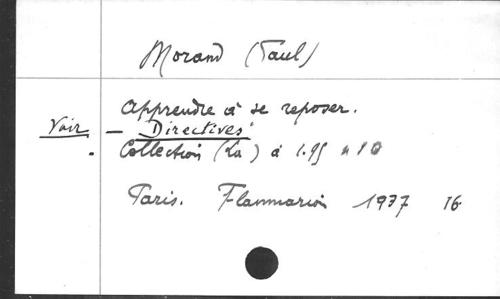 Morand (Paul)
Apprendre à se reposer.
Voir — "Directives"
Collection (La) à 1.95 n° 10
Paris. Flammarion 1937 16